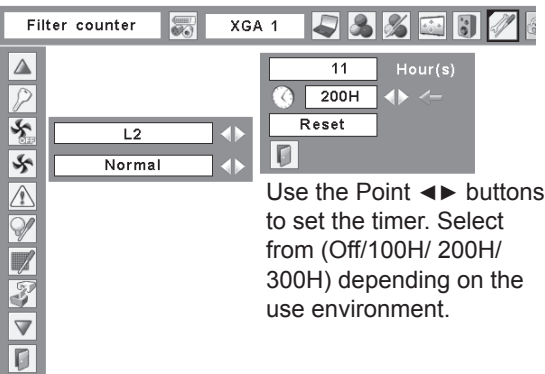 Filter counter
XGA 1
11 Hour(s)
200H
Reset
OFF
L2
Normal
Use the Point ◄► buttons
to set the timer. Select
from (Off/100H/ 200H/
300H) depending on the
use environment.